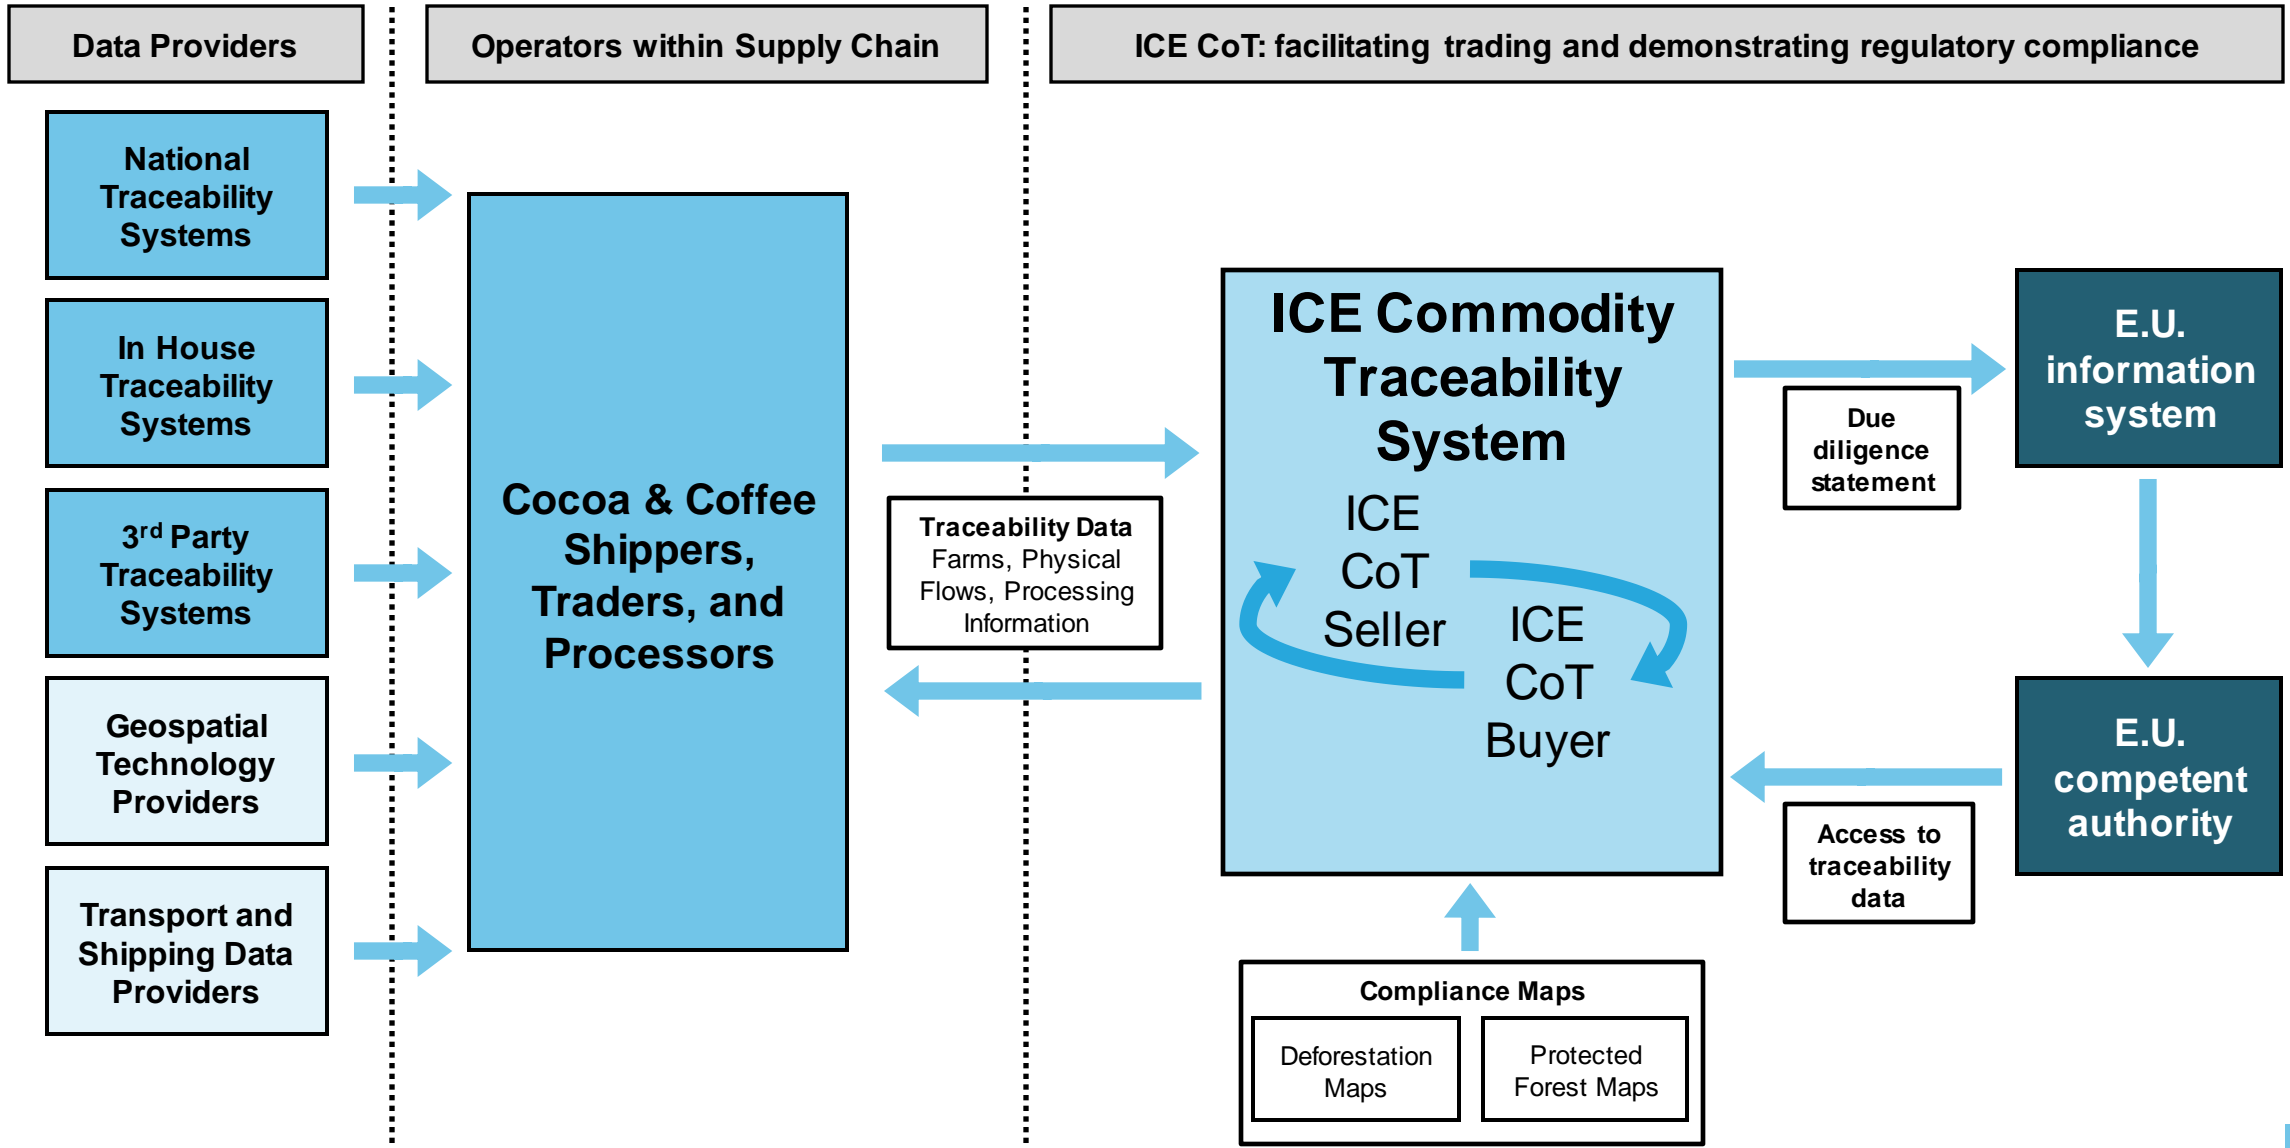 Data Providers
Operators within Supply Chain
ICE CoT: facilitating trading and demonstrating regulatory compliance
National
Traceability
Systems
In House
Traceability
Systems
3rd Party
Traceability
Systems
Geospatial
Technology
Providers
Transport and
Shipping Data
Providers
Cocoa & Coffee
Shippers,
Traders, and
Processors
Traceability Data
Farms, Physical
Flows, Processing
Information
ICE Commodity
Traceability
System
ICE
CoT
Seller
ICE
CoT
Buyer
Compliance Maps
Deforestation
Maps
Protected
Forest Maps
Due
diligence
statement
E.U.
information
system
E.U.
competent
authority
Access to
traceability
data